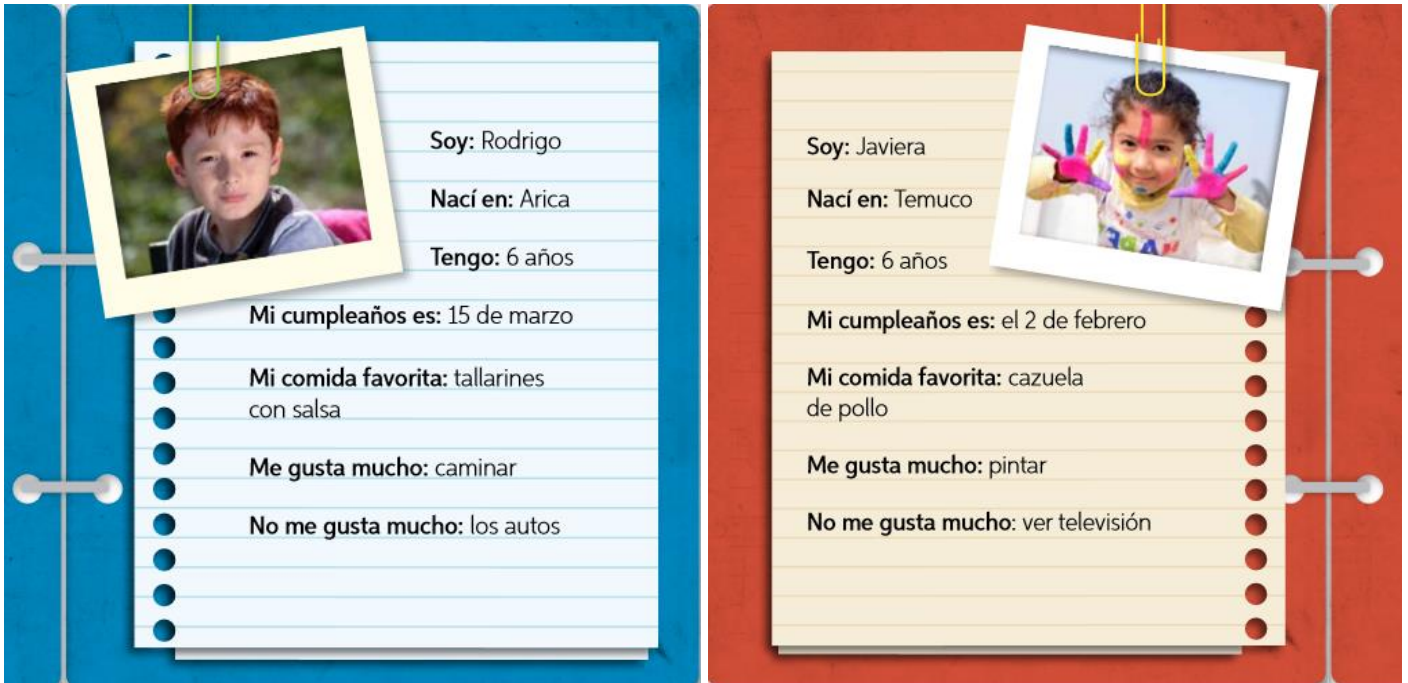 Soy: Rodrigo
Nací en: Arica
Tengo: 6 años
Mi cumpleaños es: 15 de marzo
Mi comida favorita: tallarines
con salsa
Me gusta mucho: caminar
No me gusta mucho: los autos
Soy: Javiera
Nací en: Temuco
Tengo: 6 años
Mi cumpleaños es: el 2 de febrero
Mi comida favorita: cazuela
de pollo
Me gusta mucho: pintar
No me gusta mucho: ver televisión